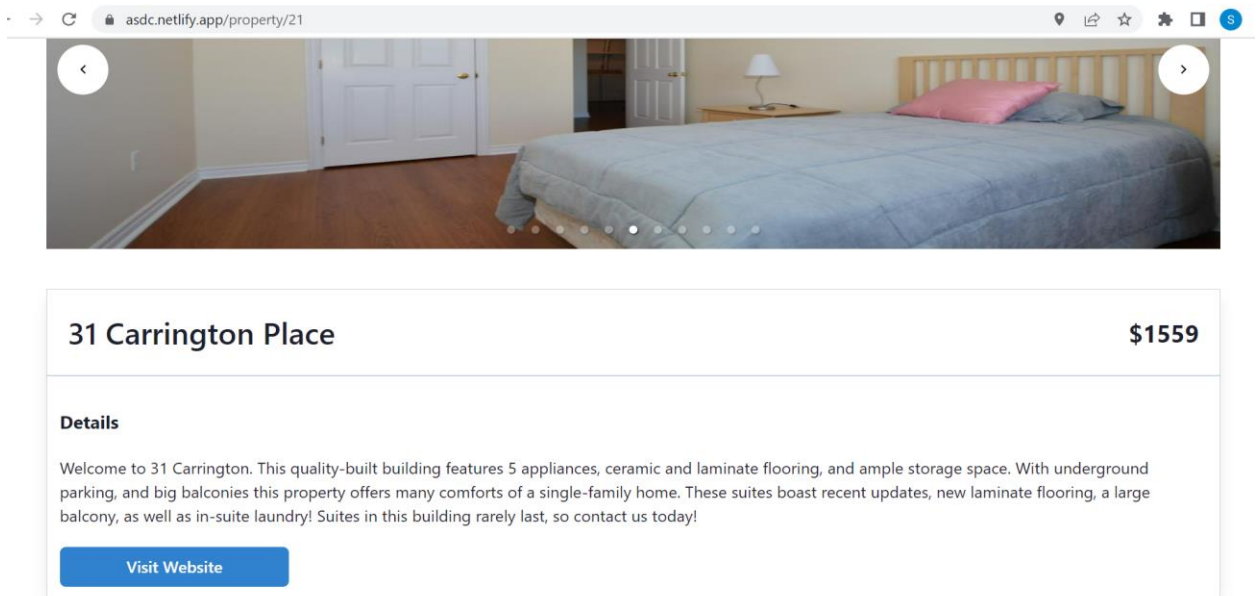 asdc.netlify.app/property/21
S
31 Carrington Place
$1559
Details
Welcome to 31 Carrington. This quality-built building features 5 appliances, ceramic and laminate flooring, and ample storage space. With underground
parking, and big balconies this property offers many comforts of a single-family home. These suites boast recent updates, new laminate flooring, a large
balcony, as well as in-suite laundry! Suites in this building rarely last, so contact us today!
Visit Website